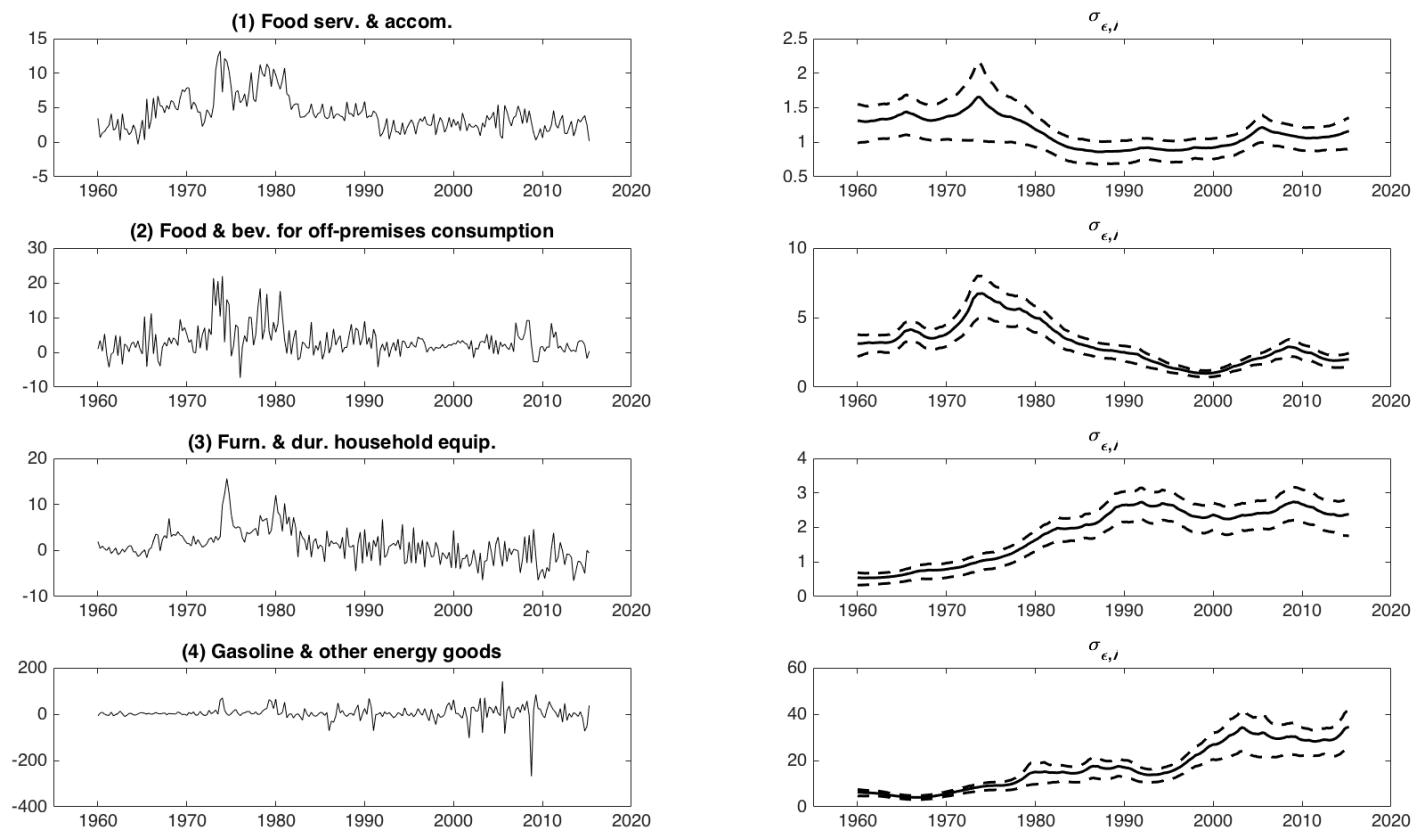 (1) Food serv. & accom.
15
10
5
0
-5
1960 1970 1980 1990 2000 2010 2020
σ
2.5
2
1.5
1
0.5
1960 1970 1980 1990 2000 2010 2020
(2) Food & bev. for off-premises consumption
30
20
10
0
-10
1960 1970 1980 1990 2000 2010 2020
σ
10
5
0
1960 1970 1980 1990 2000 2010 2020
(3) Furn. & dur. household equip.
20
10
0
-10
1960 1970 1980 1990 2000 2010 2020
σ
4
3
2
1
0
1960 1970 1980 1990 2000 2010 2020
(4) Gasoline & other energy goods
200
0
-200
-400
1960 1970 1980 1990 2000 2010 2020
σ
60
40
20
0
1960 1970 1980 1990 2000 2010 2020